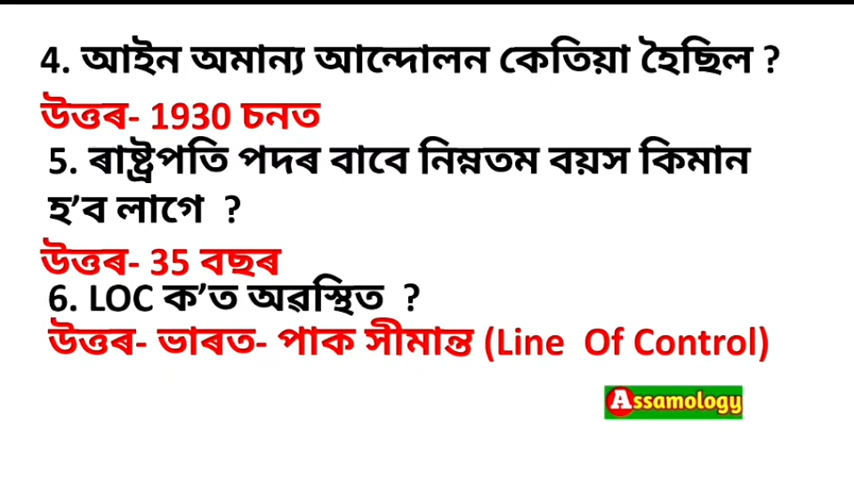 4. আইন অমান্য আন্দোলন কেতিয়া হৈছিল ?
উত্তৰ- 1930 চনত
5. ৰাষ্ট্ৰপতি পদৰ বাবে নিম্নতম বয়স কিমান
হ’ব লাগে ?
উত্তৰ- 35 বছৰ
6. LOC ক’ত অৱস্থিত ?
উত্তৰ- ভাৰত- পাক সীমান্ত (Line Of Control)
Assamology